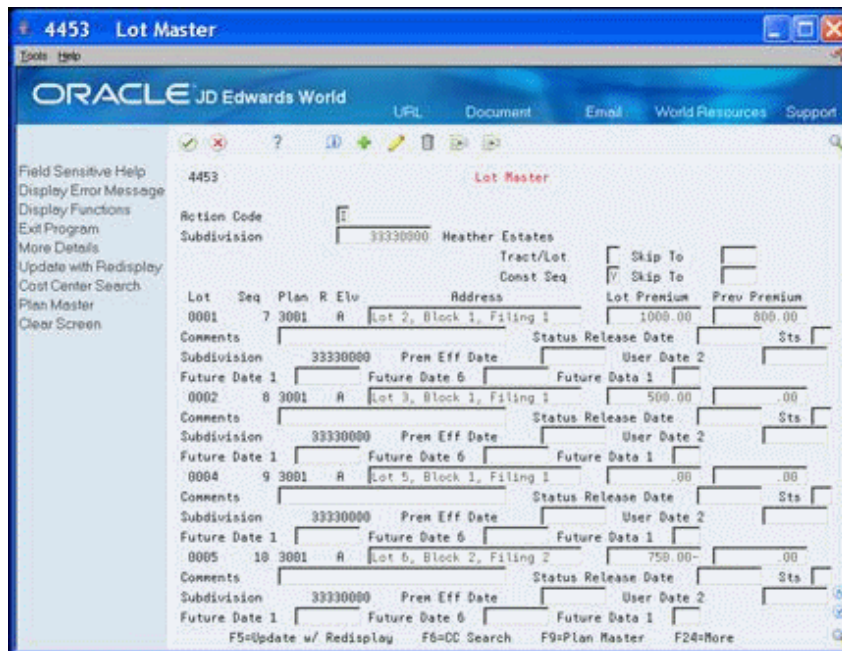 4453 Lot Master
Tools Help
ORACLE JD Edwards World
URL Document Email World Resources Support
Field Sensitive Help
Display Error Message
Display Functions
Exit Program
More Details
Update with Redisplay
Cost Center Search
Plan Master
Clear Screen
4453 Lot Master
Action Code I
Subdivision 33330800 Heather Estates
Tract/Lot Skip To
Const Seq Y Skip To
Lot Seq Plan R Elv Address Lot Premium Prev Premium
0001 7 3001 A Lot 2, Block 1, Filing 1 1000.00 800.00
Comments Status Release Date Sts
Subdivision 33330800 Prem Eff Date User Date 2
Future Date 1 Future Date 6 Future Data 1
0002 8 3001 A Lot 3, Block 1, Filing 1 500.00 .00
Comments Status Release Date Sts
Subdivision 33330800 Prem Eff Date User Date 2
Future Date 1 Future Date 6 Future Data 1
0004 9 3001 A Lot 5, Block 1, Filing 1 .00 .00
Comments Status Release Date Sts
Subdivision 33330800 Prem Eff Date User Date 2
Future Date 1 Future Date 6 Future Data 1
0005 10 3001 A Lot 6, Block 2, Filing 2 750.00- .00
Comments Status Release Date Sts
Subdivision 33330800 Prem Eff Date User Date 2
Future Date 1 Future Date 6 Future Data 1
F5=Update w/ Redisplay F6=CC Search F9=Plan Master F24=More